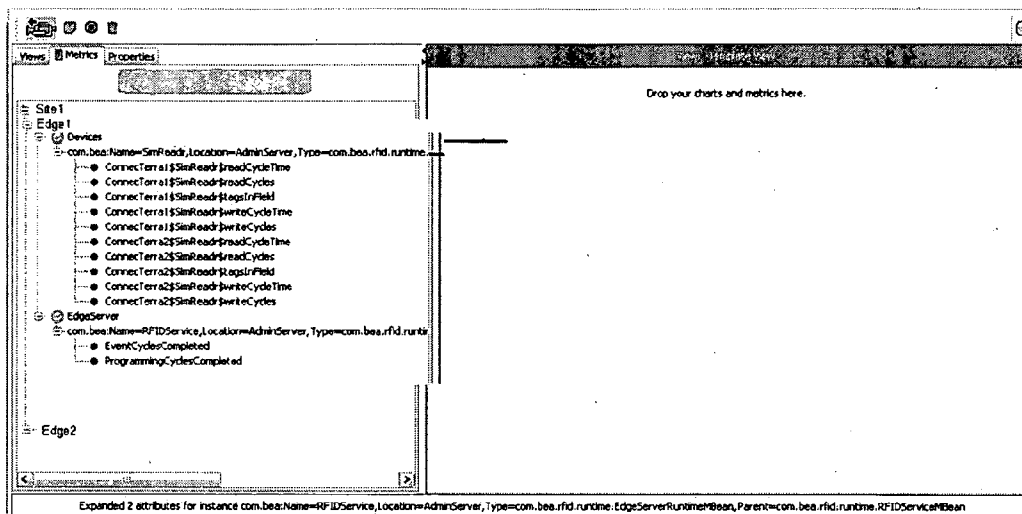 Views Metrics Properties
Drop your charts and metrics here.
Site1
Edge1
Devices
com.bea:Name=SimReadr,Location=AdminServer,Type=com.bea.rfid.runtime.
ConnecTerra1$SimReadr$readCycleTime
ConnecTerra1$SimReadr$readCycles
ConnecTerra1$SimReadr$tagsInField
ConnecTerra1$SimReadr$writeCycleTime
ConnecTerra1$SimReadr$writeCycles
ConnecTerra2$SimReadr$readCycleTime
ConnecTerra2$SimReadr$readCycles
ConnecTerra2$SimReadr$tagsInField
ConnecTerra2$SimReadr$writeCycleTime
ConnecTerra2$SimReadr$writeCycles
EdgeServer
com.bea:Name=RFIDService,Location=AdminServer,Type=com.bea.rfid.runtir
EventCyclesCompleted
ProgrammingCyclesCompleted
Edge2
Expanded 2 attributes for instance com.bea:Name=RFIDService,Location=AdminServer,Type=com.bea.rfid.runtime.EdgeServerRuntimeMBean,Parent=com.bea.rfid.runtime.RFIDServiceMBean